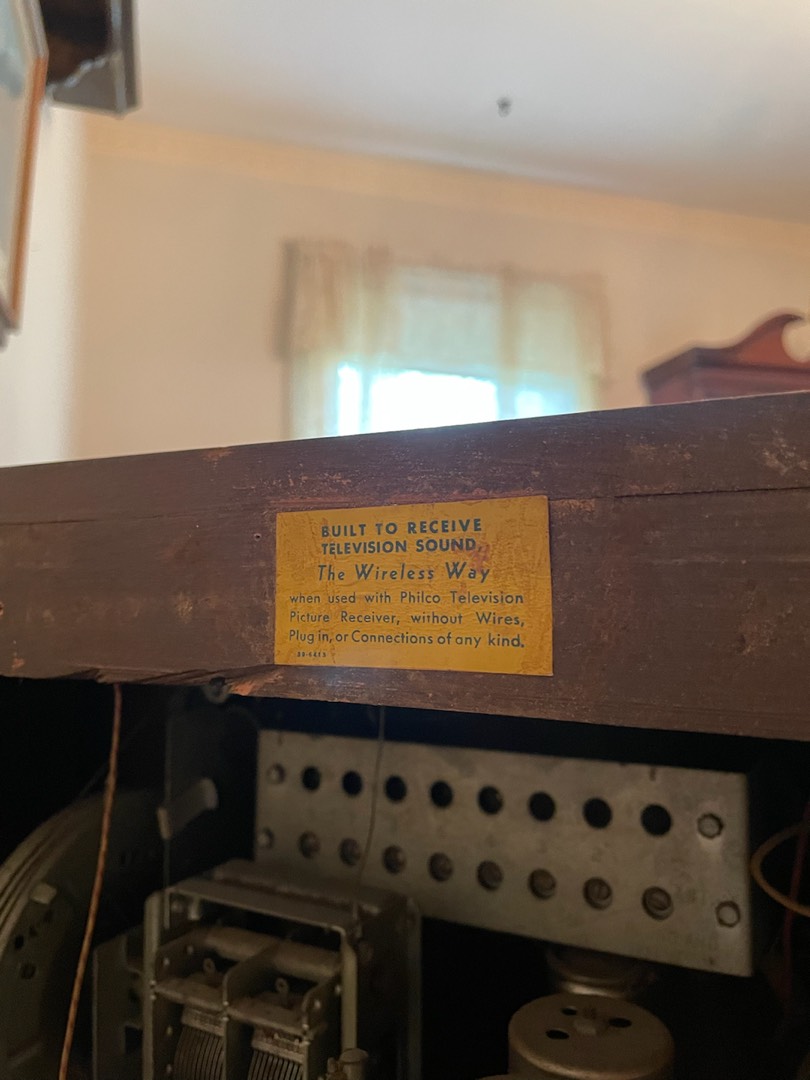 BUILT TO RECEIVE
TELEVISION SOUND,
The Wireless Way
when used with Philco Television
Picture Receiver, without Wires,
Plug in, or Connections of any kind.